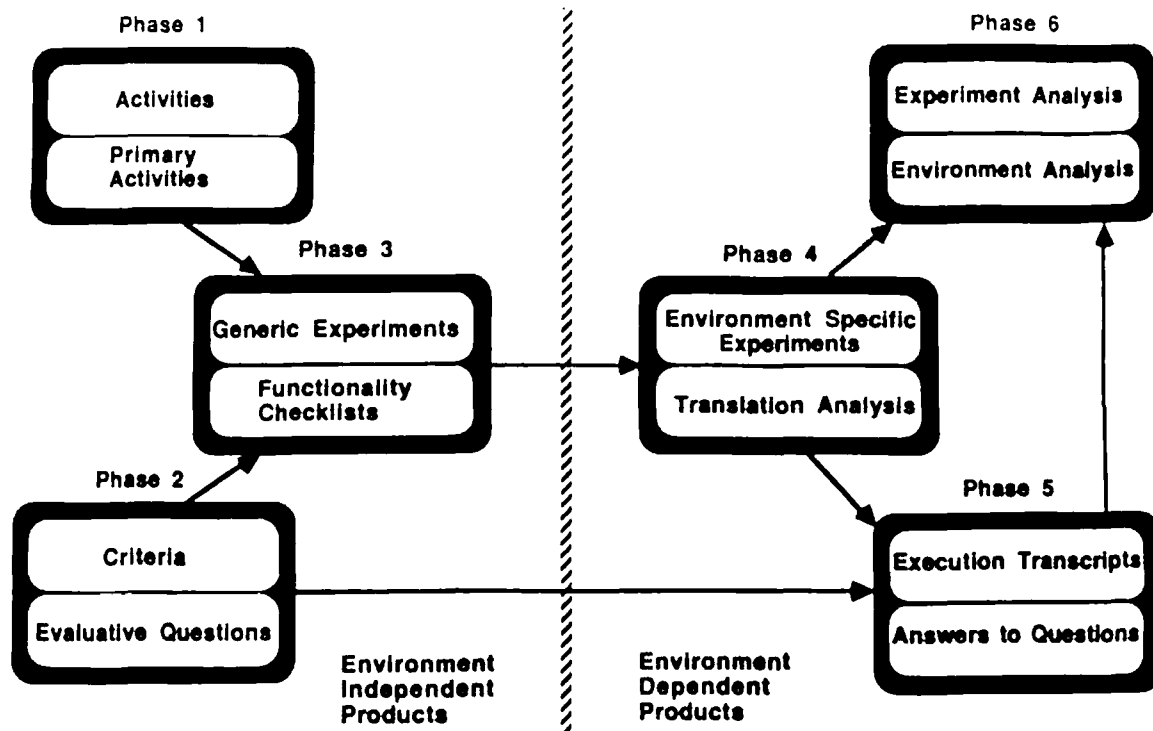 Phase 1
Activities
Primary
Activities
Phase 2
Criteria
Evaluative Questions
Phase 3
Generic Experiments
Functionality
Checklists
Environment
Independent
Products
Phase 4
Environment Specific
Experiments
Translation Analysis
Environment
Dependent
Products
Phase 5
Execution Transcripts
Answers to Questions
Phase 6
Experiment Analysis
Environment Analysis